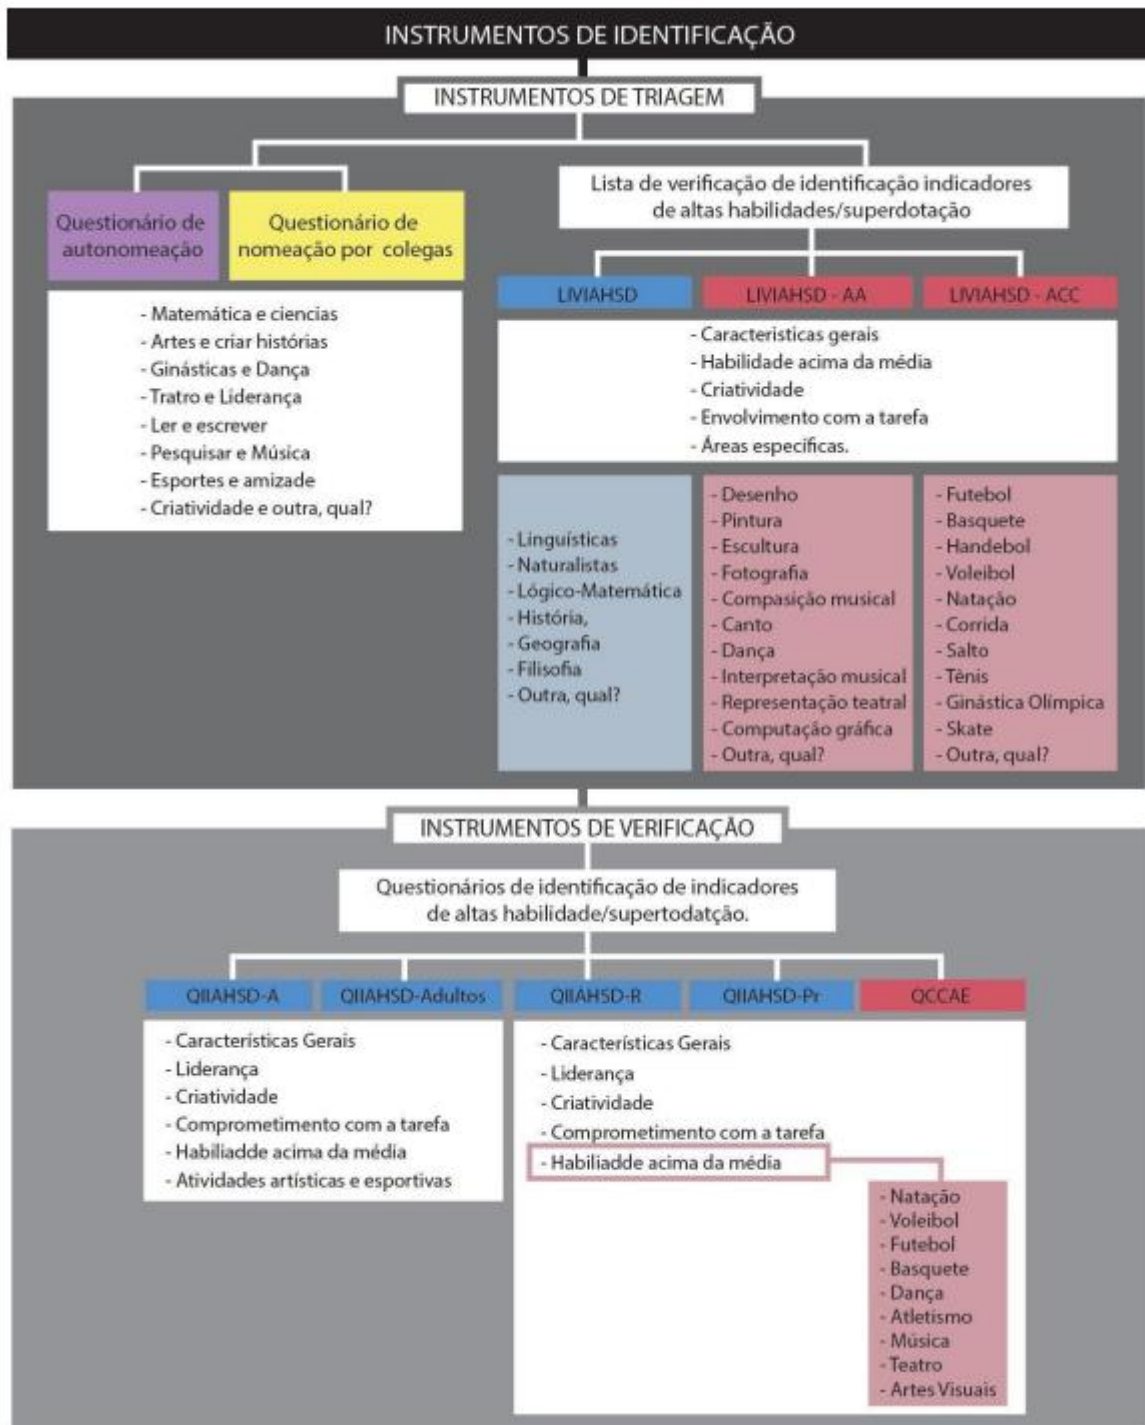 INSTRUMENTOS DE IDENTIFICAÇÃO
INSTRUMENTOS DE TRIAGEM
Questionário de
autonomeação
Questionário de
nomeação por colegas
- Matemática e ciencias
- Artes e criar histórias
- Ginásticas e Dança
- Tratro e Liderança
- Ler e escrever
- Pesquisar e Música
- Esportes e amizade
- Criatividade e outra, qual?
Lista de verificação de identificação indicadores
de altas habilidades/superdotação
LIVIAHSD
LIVIAHSD - AA
LIVIAHSD - ACC
- Caracteristicas gerais
- Habilidade acima da média
- Criatividade
- Envolvimento com a tarefa
- Áreas específicas.
- Linguísticas
- Naturalistas
- Lógico-Matemática
- História,
- Geografia
- Filisofia
- Outra, qual?
- Desenho
- Pintura
- Escultura
- Fotografia
- Compasição musical
- Canto
- Dança
- Interpretação musical
- Representação teatral
- Computação gráfica
- Outra, qual?
- Futebol
- Basquete
- Handebol
- Voleibol
- Natação
- Corrida
- Salto
- Tênis
- Ginástica Olímpica
- Skate
- Outra, qual?
INSTRUMENTOS DE VERIFICAÇÃO
Questionários de identificação de indicadores
de altas habilidade/supertodatção.
QIIAHSD-A
QIIAHSD-Adultos
QIIAHSD-R
QIIAHSD-Pr
QCCAE
- Características Gerais
- Liderança
- Criatividade
- Comprometimento com a tarefa
- Habiliadde acima da média
- Atividades artísticas e esportivas
- Características Gerais
- Liderança
- Criatividade
- Comprometimento com a tarefa
- Habiliadde acima da média
- Natação
- Voleibol
- Futebol
- Basquete
- Dança
- Atletismo
- Música
- Teatro
- Artes Visuais